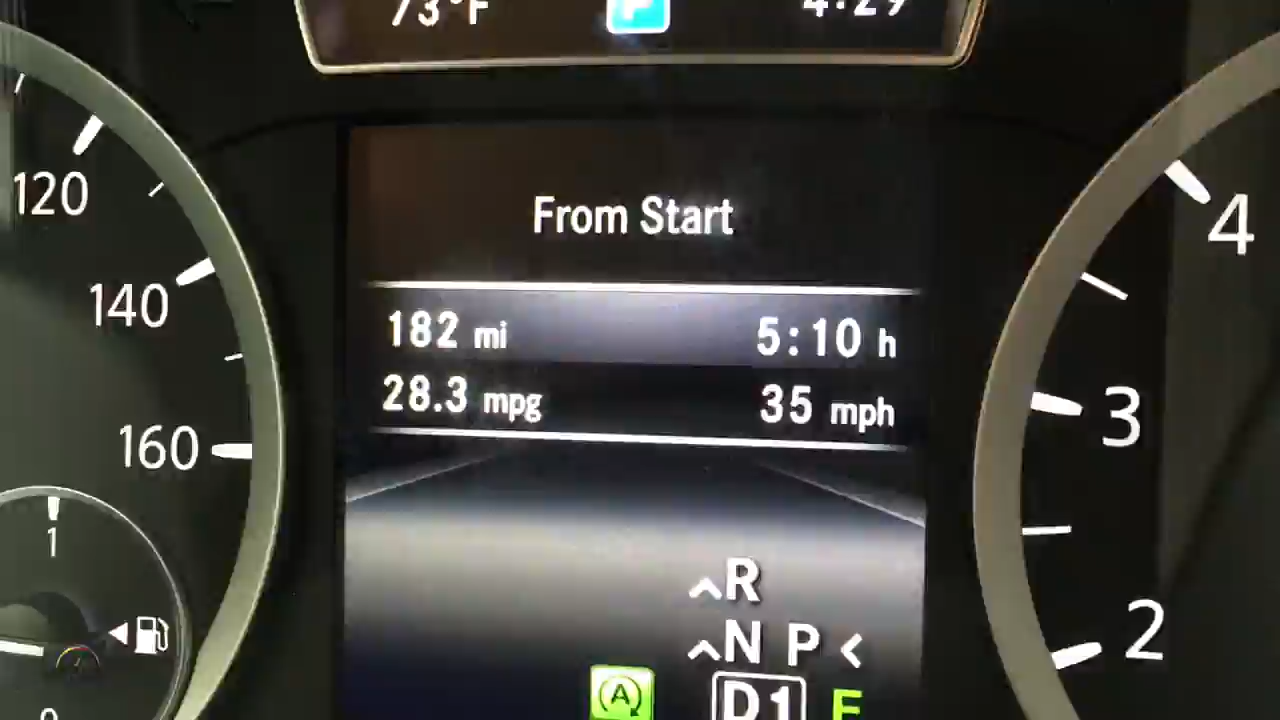 73°F P 4:29
From Start
120
140
160
182 mi 5:10 h
28.3 mpg 35 mph
4
3
2
1
^R
^N P <
A D1 E
0